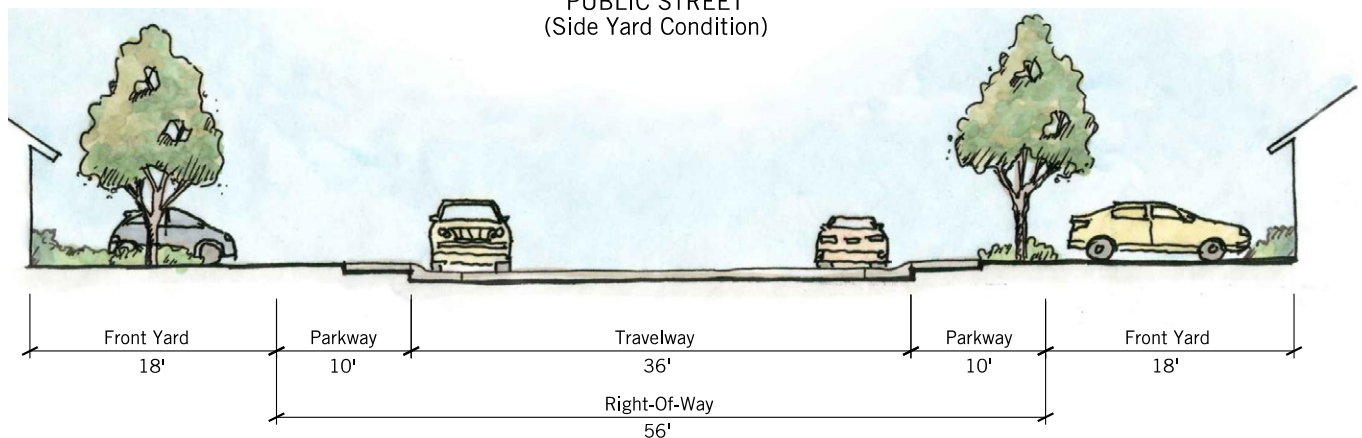 PUBLIC STREET
(Side Yard Condition)
Front Yard
18'
Parkway
10'
Travelway
36'
Parkway
10'
Front Yard
18'
Right-Of-Way
56'